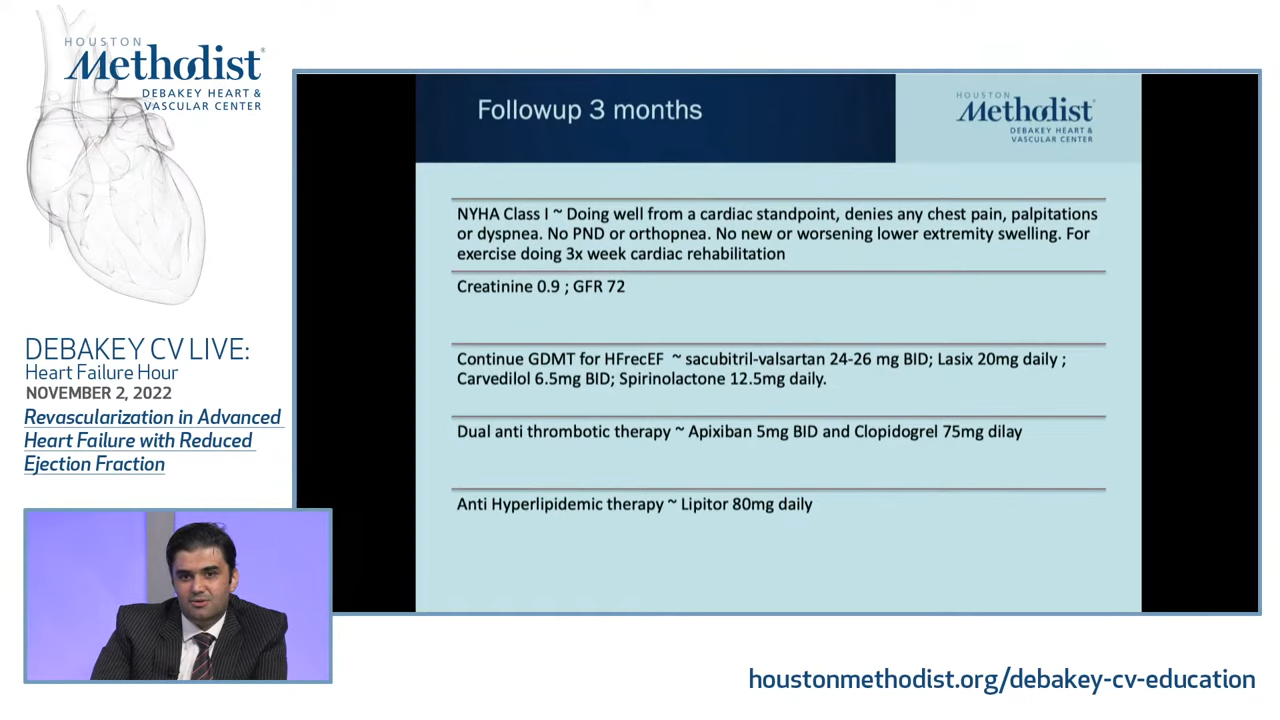 HOUSTON
Methodist®
DEBAKEY HEART &
VASCULAR CENTER
DEBAKEY CV LIVE:
Heart Failure Hour
NOVEMBER 2, 2022
Revascularization in Advanced
Heart Failure with Reduced
Ejection Fraction
Followup 3 months
HOUSTON
Methodist®
DEBAKEY HEART &
VASCULAR CENTER
NYHA Class I ~ Doing well from a cardiac standpoint, denies any chest pain, palpitations
or dyspnea. No PND or orthopnea. No new or worsening lower extremity swelling. For
exercise doing 3x week cardiac rehabilitation
Creatinine 0.9 ; GFR 72
Continue GDMT for HFrecEF ~ sacubitril-valsartan 24-26 mg BID; Lasix 20mg daily ;
Carvedilol 6.5mg BID; Spirinolactone 12.5mg daily.
Dual anti thrombotic therapy ~ Apixiban 5mg BID and Clopidogrel 75mg dilay
Anti Hyperlipidemic therapy ~ Lipitor 80mg daily
houstonmethodist.org/debakey-cv-education